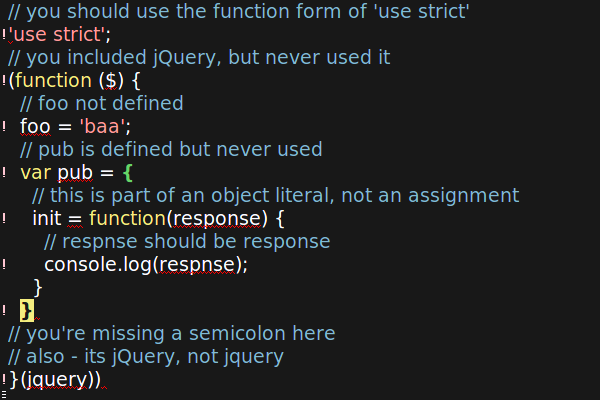 // you should use the function form of 'use strict'
!'use strict';
// you included jQuery, but never used it
!(function ($) {
// foo not defined
! foo = 'baa';
// pub is defined but never used
! var pub = {
// this is part of an object literal, not an assignment
! init = function(response) {
// respnse should be response
! console.log(respnse);
}
! }
// you're missing a semicolon here
// also - its jQuery, not jquery
!}(jquery))